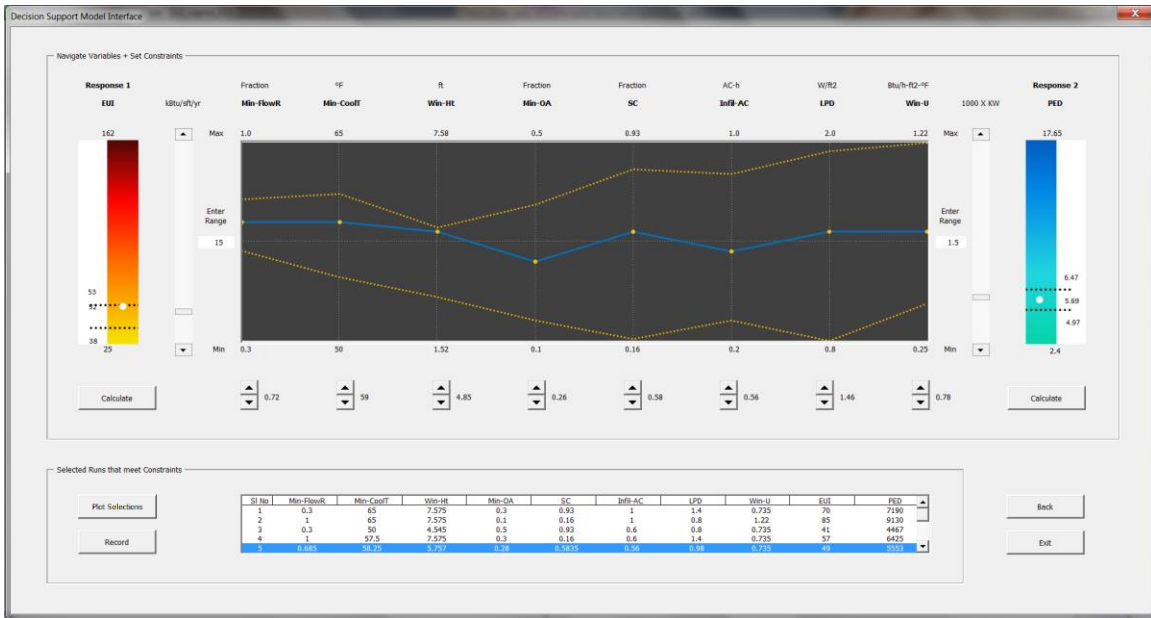 Decision Support Model Interface
Navigate Variables + Set Constraints
Response 1 Fraction °F ft Fraction Fraction AC-h W/ft2 Btu/h-ft2-°F Response 2
EUI kBtu/sft/yr Min-FlowR Min-CoolT Win-Ht Min-OA SC Infil-AC LPD Win-U 1000 X KW PED
162 Max 1.0 65 7.58 0.5 0.93 1.0 2.0 1.22 Max 17.65
Enter Range Enter Range
15 1.5
6.47
53
52 5.89
4.97
38
25 Min 0.3 50 1.52 0.1 0.16 0.2 0.8 0.25 Min 2.4
Calculate 0.72 59 4.85 0.26 0.58 0.56 1.46 0.78 Calculate
Selected Runs that meet Constraints
Sl No Min-FlowR Min-CoolT Win-Ht Min-OA SC Infil-AC LPD Win-U EUI PED
Plot Selections 1 0.3 65 7.575 0.3 0.93 1 1.4 0.735 70 7190 Back
2 1 65 7.575 0.1 0.16 1 0.8 1.22 85 9130
3 0.3 50 4.545 0.5 0.93 0.6 0.8 0.735 41 4467
4 1 57.5 7.575 0.3 0.16 0.6 1.4 0.735 57 6425
Record 5 0.685 58.25 5.757 0.28 0.5835 0.56 0.98 0.735 49 5553 Exit